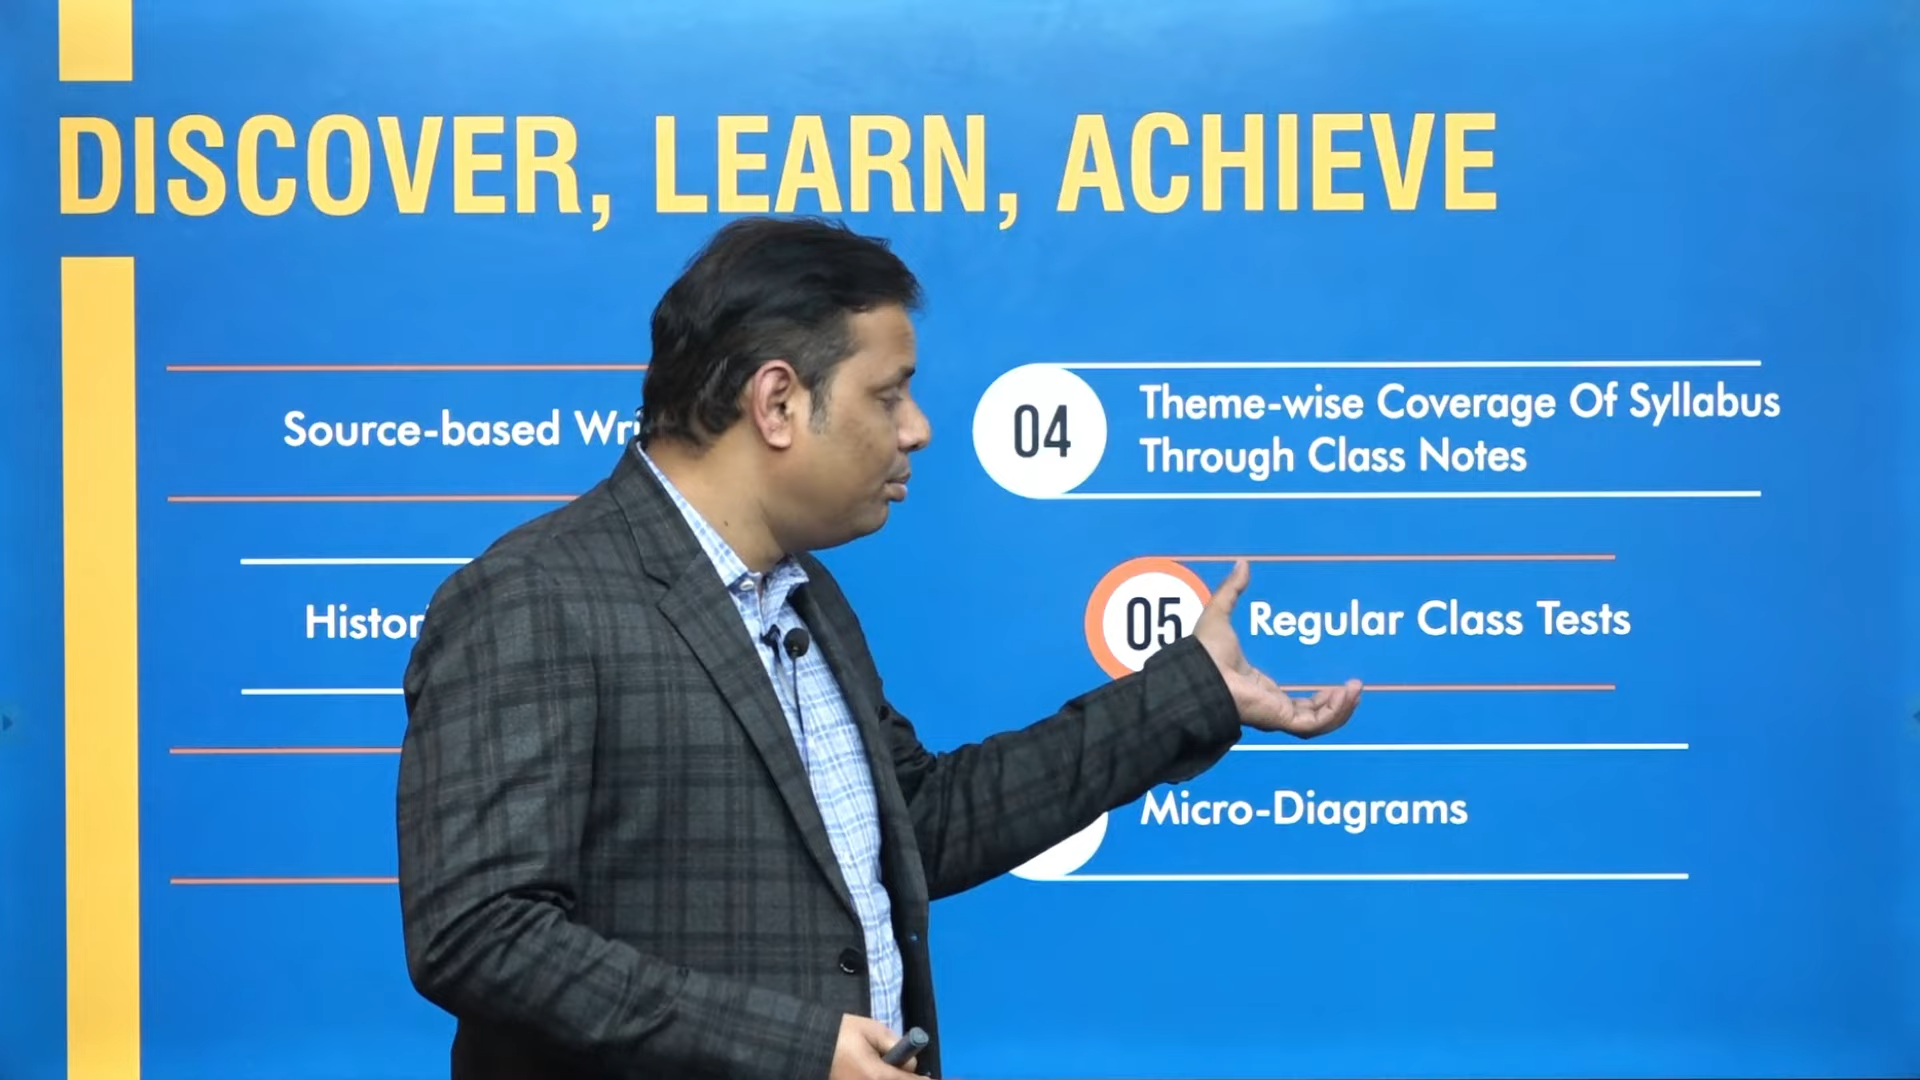 DISCOVER, LEARN, ACHIEVE
Source-based
04
Theme-wise Coverage Of Syllabus
Through Class Notes
05
Regular Class Tests
Micro-Diagrams